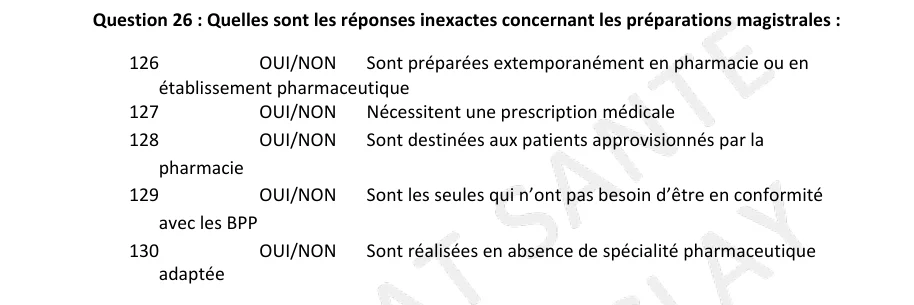 Question 26 : Quelles sont les réponses inexactes concernant les préparations magistrales :
126 OUI/NON Sont préparées extemporanément en pharmacie ou en
établissement pharmaceutique
127 OUI/NON Nécessitent une prescription médicale
128 OUI/NON Sont destinées aux patients approvisionnés par la
pharmacie
129 OUI/NON Sont les seules qui n’ont pas besoin d’être en conformité
avec les BPP
130 OUI/NON Sont réalisées en absence de spécialité pharmaceutique
adaptée